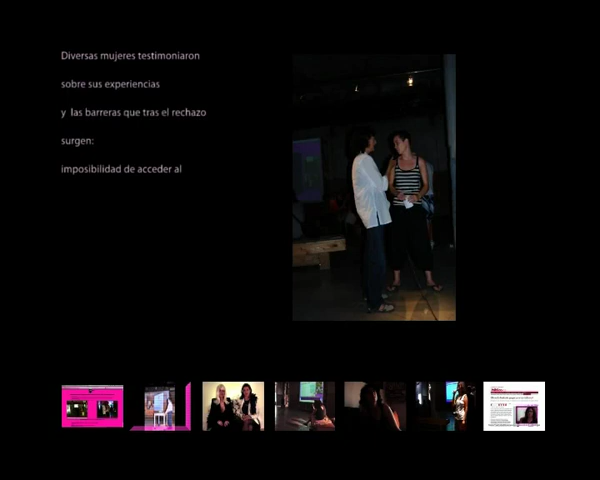 Diversas mujeres testimoniaron
sobre sus experiencias
y las barreras que tras el rechazo
surgen:
imposibilidad de acceder al